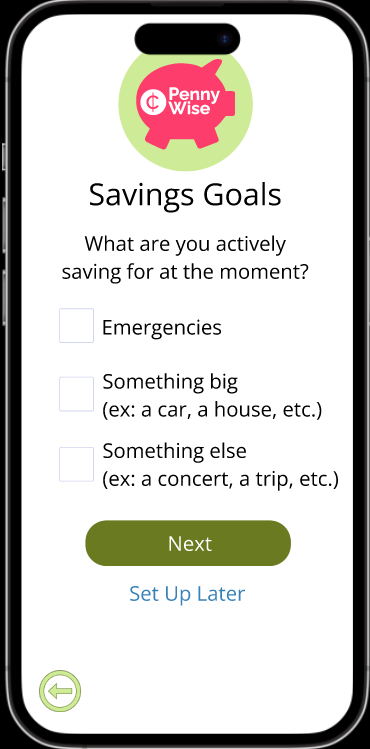 Penny
Wise
Savings Goals
What are you actively
saving for at the moment?
Emergencies
Something big
(ex: a car, a house, etc.)
Something else
(ex: a concert, a trip, etc.)
Next
Set Up Later